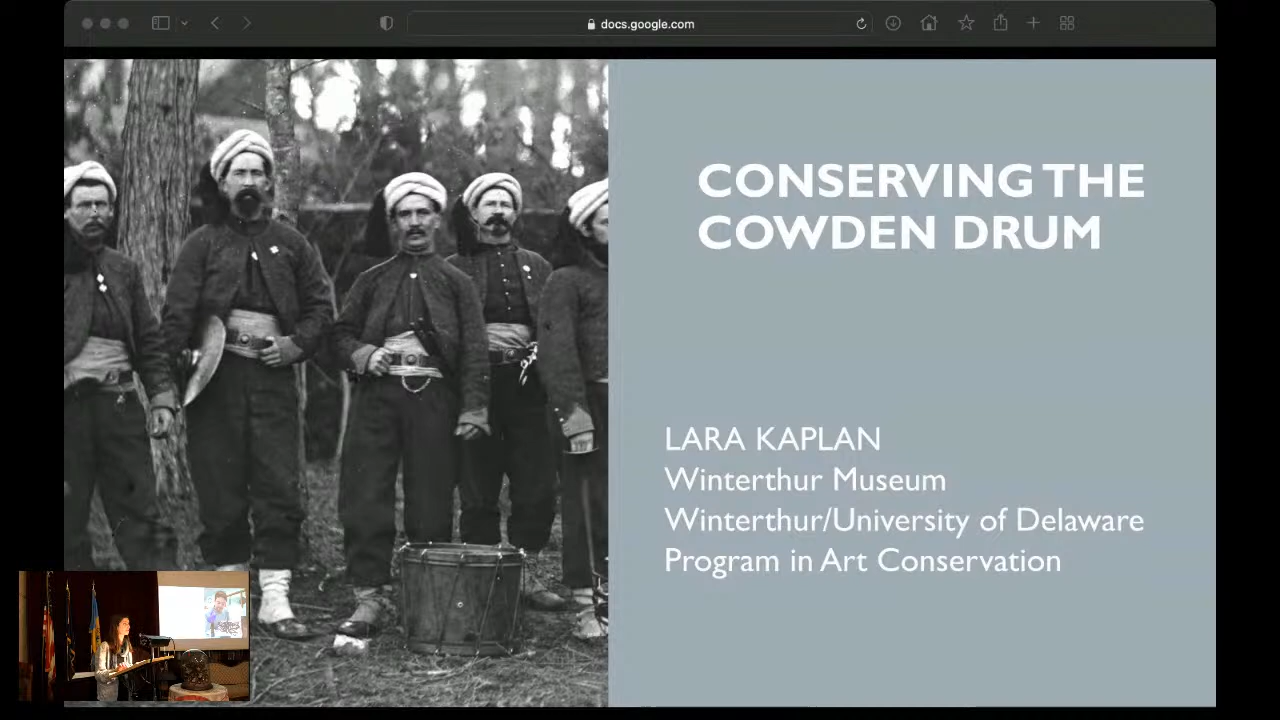 docs.google.com
CONSERVING THE
COWDEN DRUM
LARA KAPLAN
Winterthur Museum
Winterthur/University of Delaware
Program in Art Conservation